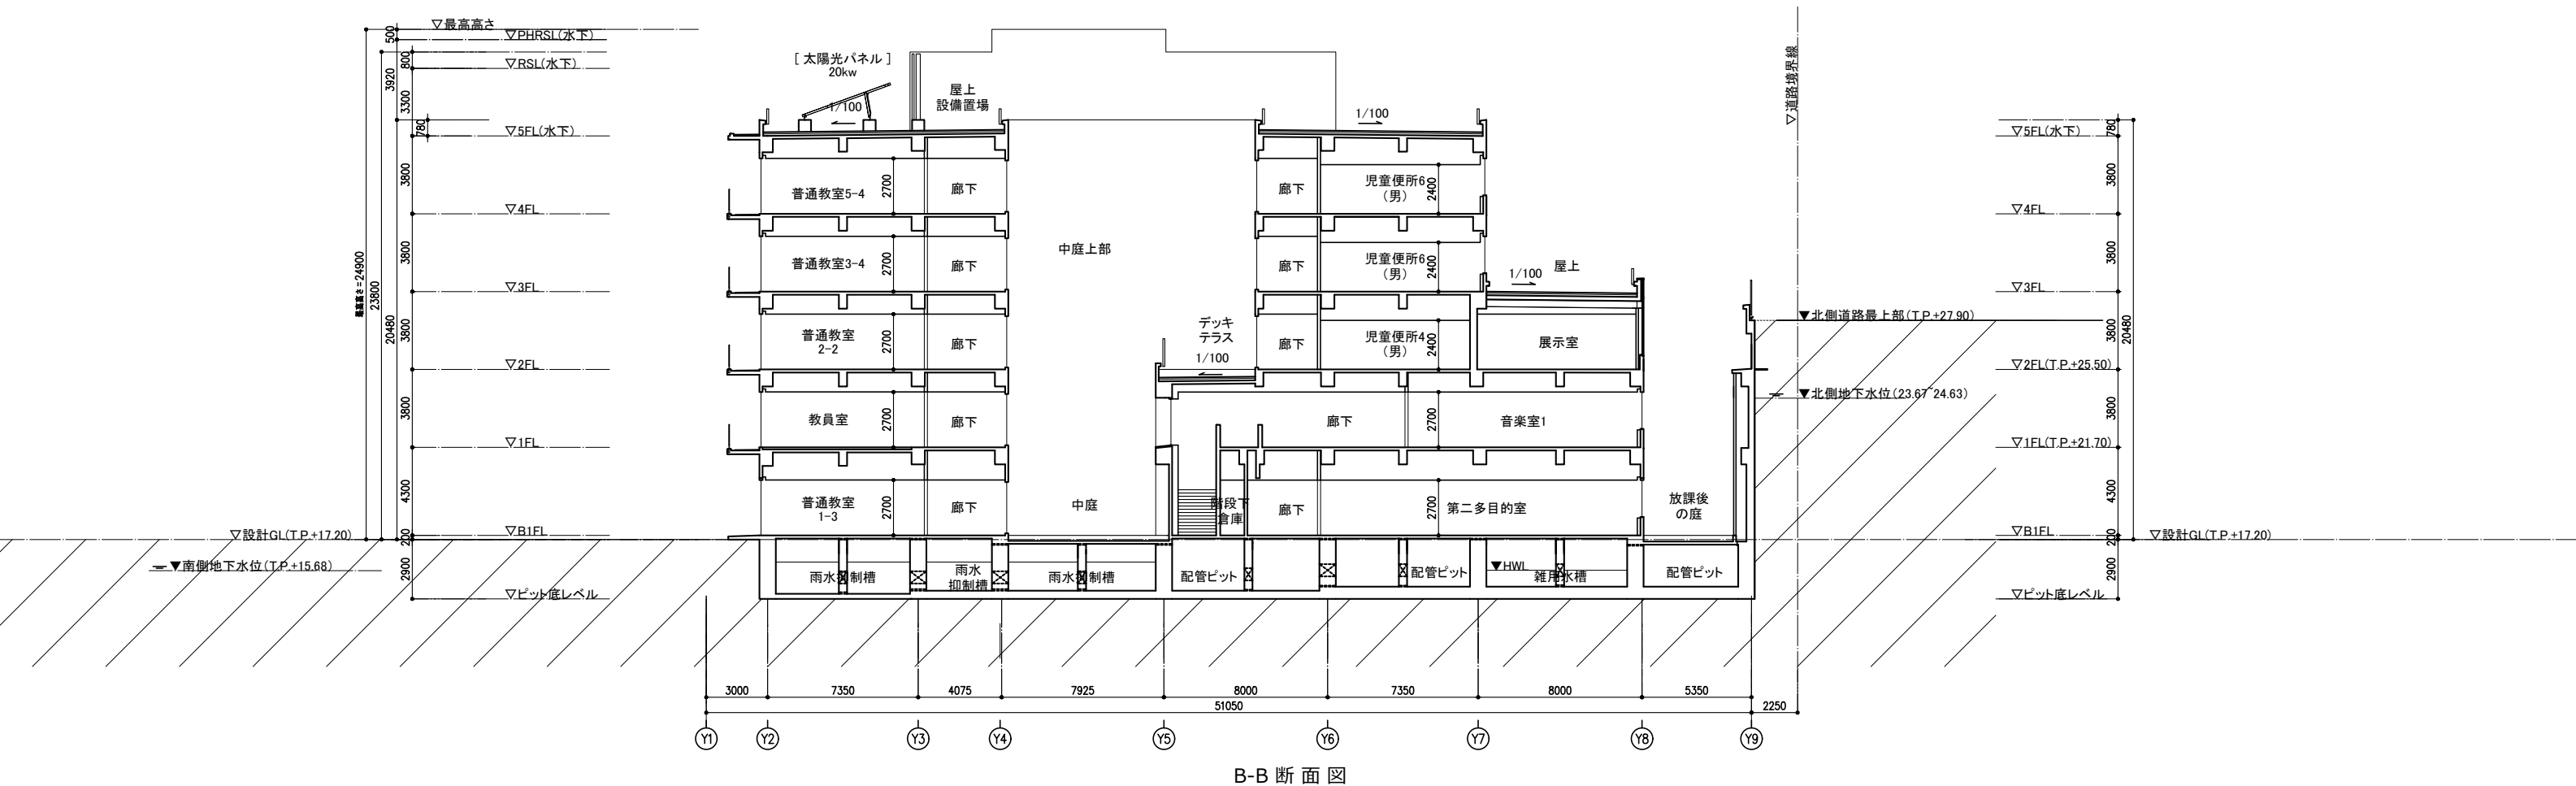 ▽最高高さ
▽PHRSL(水下)
▽RSL(水下)
▽5FL(水下)
▽4FL
▽3FL
▽2FL
▽1FL
▽B1FL
▽設計GL(T.P.+17.20)
▼南側地下水位(T.P.+15.68)
▽ピット底レベル
最高高さ=24900
23800
20480
3920
500
800
3300
780
3800
3800
3800
3800
4300
200
2900
[ 太陽光パネル ]
20kw
1/100
屋上
設備置場
1/100
普通教室5-4
2700
廊下
廊下
児童便所6
(男)
2400
中庭上部
普通教室3-4
2700
廊下
廊下
児童便所6
(男)
2400
1/100
屋上
普通教室
2-2
2700
廊下
デッキ
テラス
1/100
廊下
児童便所4
(男)
2400
展示室
教員室
2700
廊下
廊下
2700
音楽室1
普通教室
1-3
2700
廊下
中庭
階段下
倉庫
廊下
2700
第二多目的室
放課後
の庭
雨水抑制槽
雨水
抑制槽
雨水抑制槽
配管ピット
配管ピット
▼HWL
雑用水槽
配管ピット
▽道路境界線
▼北側道路最上部(T.P.+27.90)
▼北側地下水位(23.67~24.63)
▽5FL(水下)
▽4FL
▽3FL
▽2FL(T.P.+25.50)
▽1FL(T.P.+21.70)
▽B1FL
▽設計GL(T.P.+17.20)
▽ピット底レベル
780
3800
3800
3800
3800
4300
200
2900
20480
3000
7350
4075
7925
8000
7350
8000
5350
51050
2250
Y1
Y2
Y3
Y4
Y5
Y6
Y7
Y8
Y9
B-B 断 面 図